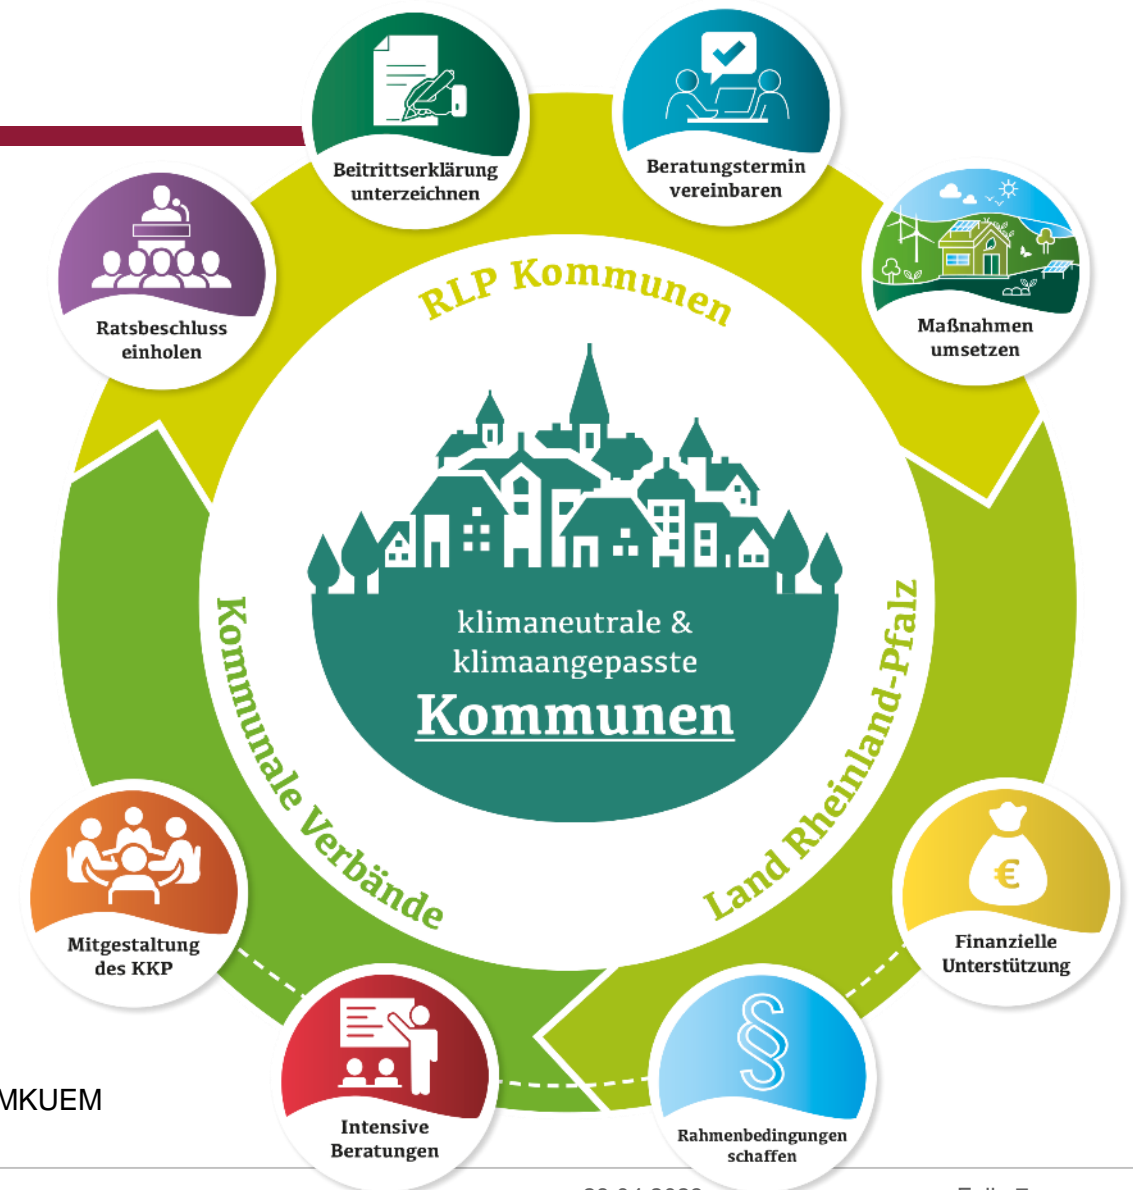 Beitrittserklärung
unterzeichnen
Beratungstermin
vereinbaren
Ratsbeschluss
einholen
Maßnahmen
umsetzen
RLP Kommunen
klimaneutrale &
klimaangepasste
Kommunen
Kommunale Verbände
Land Rheinland-Pfalz
Mitgestaltung
des KKP
Finanzielle
Unterstützung
€
Intensive
Beratungen
§
Rahmenbedingungen
schaffen
MKUEM